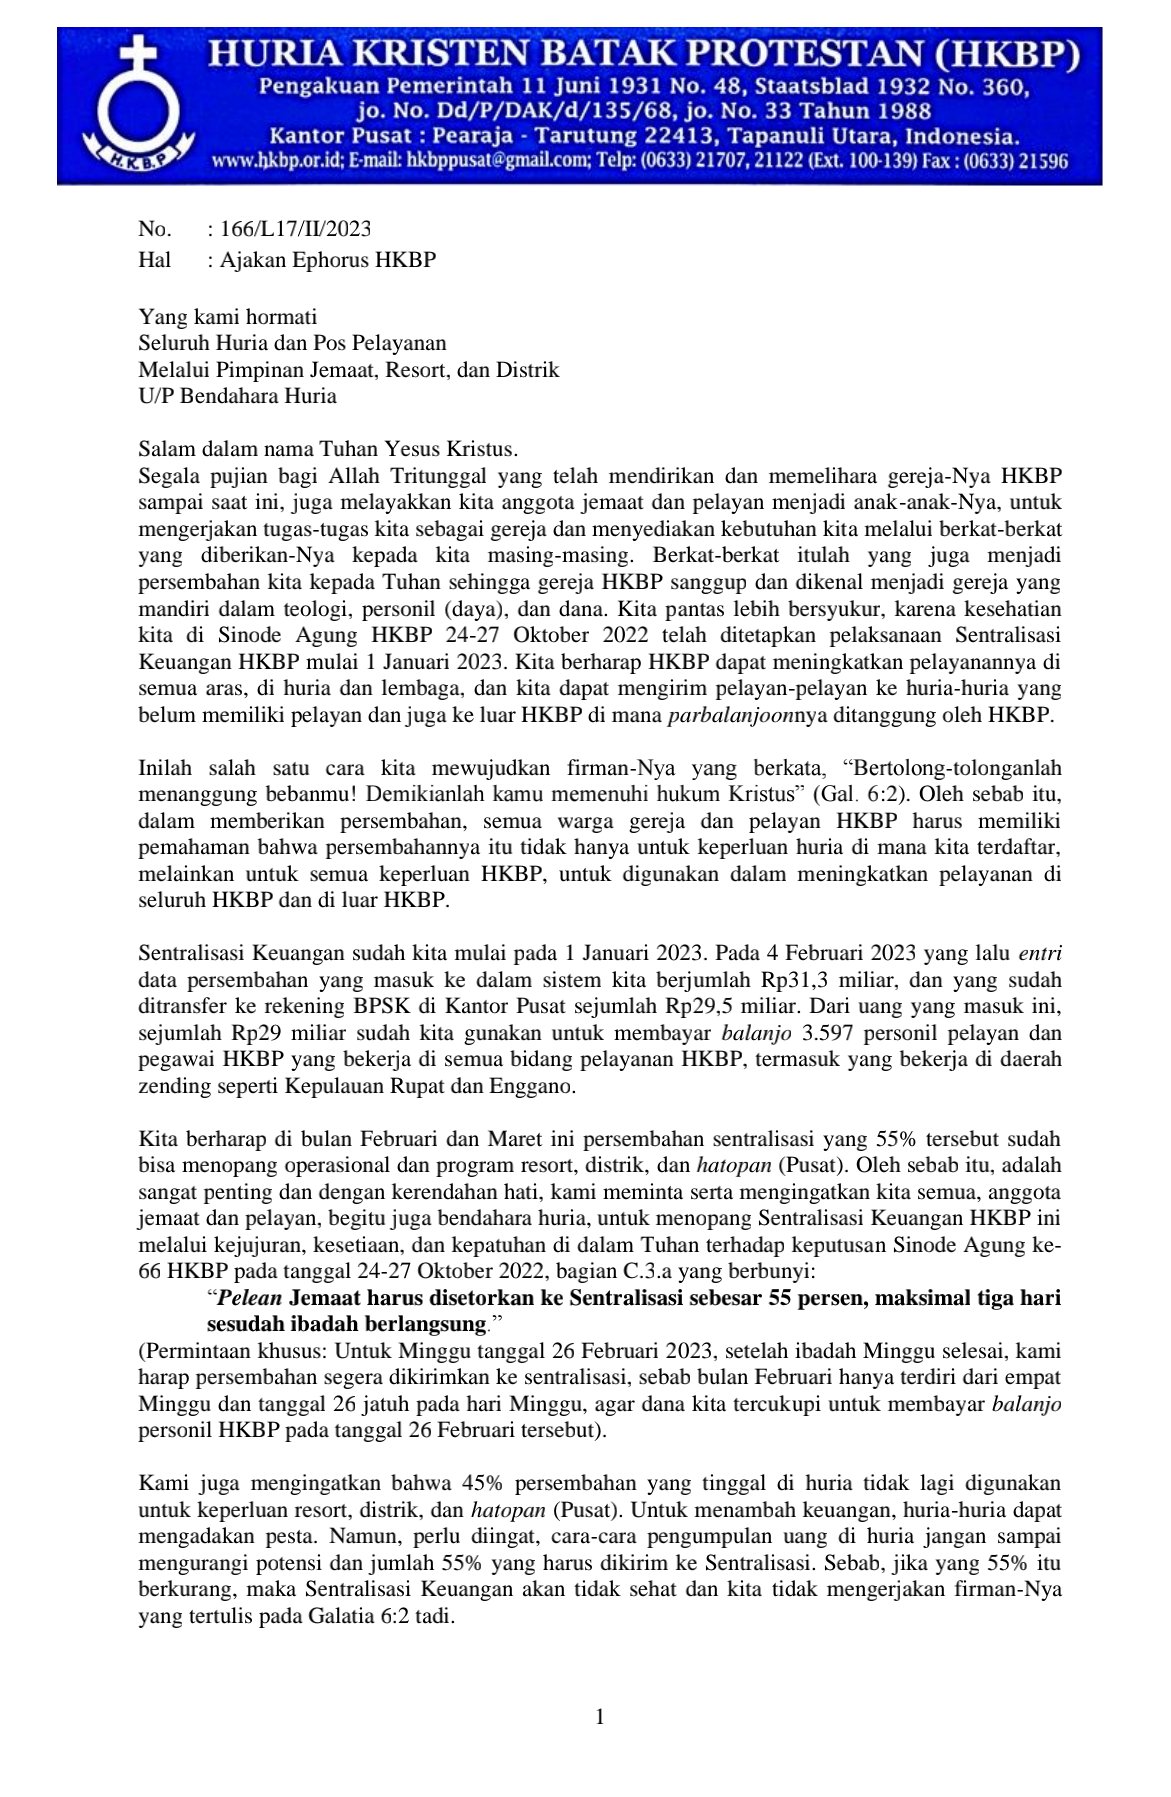 HURIA KRISTEN BATAK PROTESTAN (HKBP)
Pengakuan Pemerintah 11 Juni 1931 No. 48, Staatsblad 1932 No. 360,
jo. No. Dd/P/DAK/d/135/68, jo. No. 33 Tahun 1988
Kantor Pusat : Pearaja - Tarutung 22413, Tapanuli Utara, Indonesia.
www.hkbp.or.id; E-mail: hkbppusat@gmail.com; Telp: (0633) 21707, 21122 (Ext. 100-139) Fax : (0633) 21596
H.K.B.P
No. : 166/L17/II/2023
Hal : Ajakan Ephorus HKBP
Yang kami hormati
Seluruh Huria dan Pos Pelayanan
Melalui Pimpinan Jemaat, Resort, dan Distrik
U/P Bendahara Huria
Salam dalam nama Tuhan Yesus Kristus.
Segala pujian bagi Allah Tritunggal yang telah mendirikan dan memelihara gereja-Nya HKBP
sampai saat ini, juga melayakkan kita anggota jemaat dan pelayan menjadi anak-anak-Nya, untuk
mengerjakan tugas-tugas kita sebagai gereja dan menyediakan kebutuhan kita melalui berkat-berkat
yang diberikan-Nya kepada kita masing-masing. Berkat-berkat itulah yang juga menjadi
persembahan kita kepada Tuhan sehingga gereja HKBP sanggup dan dikenal menjadi gereja yang
mandiri dalam teologi, personil (daya), dan dana. Kita pantas lebih bersyukur, karena kesehatian
kita di Sinode Agung HKBP 24-27 Oktober 2022 telah ditetapkan pelaksanaan Sentralisasi
Keuangan HKBP mulai 1 Januari 2023. Kita berharap HKBP dapat meningkatkan pelayanannya di
semua aras, di huria dan lembaga, dan kita dapat mengirim pelayan-pelayan ke huria-huria yang
belum memiliki pelayan dan juga ke luar HKBP di mana parbalanjoonnya ditanggung oleh HKBP.
Inilah salah satu cara kita mewujudkan firman-Nya yang berkata, “Bertolong-tolonganlah
menanggung bebanmu! Demikianlah kamu memenuhi hukum Kristus” (Gal. 6:2). Oleh sebab itu,
dalam memberikan persembahan, semua warga gereja dan pelayan HKBP harus memiliki
pemahaman bahwa persembahannya itu tidak hanya untuk keperluan huria di mana kita terdaftar,
melainkan untuk semua keperluan HKBP, untuk digunakan dalam meningkatkan pelayanan di
seluruh HKBP dan di luar HKBP.
Sentralisasi Keuangan sudah kita mulai pada 1 Januari 2023. Pada 4 Februari 2023 yang lalu entri
data persembahan yang masuk ke dalam sistem kita berjumlah Rp31,3 miliar, dan yang sudah
ditransfer ke rekening BPSK di Kantor Pusat sejumlah Rp29,5 miliar. Dari uang yang masuk ini,
sejumlah Rp29 miliar sudah kita gunakan untuk membayar balanjo 3.597 personil pelayan dan
pegawai HKBP yang bekerja di semua bidang pelayanan HKBP, termasuk yang bekerja di daerah
zending seperti Kepulauan Rupat dan Enggano.
Kita berharap di bulan Februari dan Maret ini persembahan sentralisasi yang 55% tersebut sudah
bisa menopang operasional dan program resort, distrik, dan hatopan (Pusat). Oleh sebab itu, adalah
sangat penting dan dengan kerendahan hati, kami meminta serta mengingatkan kita semua, anggota
jemaat dan pelayan, begitu juga bendahara huria, untuk menopang Sentralisasi Keuangan HKBP ini
melalui kejujuran, kesetiaan, dan kepatuhan di dalam Tuhan terhadap keputusan Sinode Agung ke-
66 HKBP pada tanggal 24-27 Oktober 2022, bagian C.3.a yang berbunyi:
“Pelean Jemaat harus disetorkan ke Sentralisasi sebesar 55 persen, maksimal tiga hari
sesudah ibadah berlangsung.”
(Permintaan khusus: Untuk Minggu tanggal 26 Februari 2023, setelah ibadah Minggu selesai, kami
harap persembahan segera dikirimkan ke sentralisasi, sebab bulan Februari hanya terdiri dari empat
Minggu dan tanggal 26 jatuh pada hari Minggu, agar dana kita tercukupi untuk membayar balanjo
personil HKBP pada tanggal 26 Februari tersebut).
Kami juga mengingatkan bahwa 45% persembahan yang tinggal di huria tidak lagi digunakan
untuk keperluan resort, distrik, dan hatopan (Pusat). Untuk menambah keuangan, huria-huria dapat
mengadakan pesta. Namun, perlu diingat, cara-cara pengumpulan uang di huria jangan sampai
mengurangi potensi dan jumlah 55% yang harus dikirim ke Sentralisasi. Sebab, jika yang 55% itu
berkurang, maka Sentralisasi Keuangan akan tidak sehat dan kita tidak mengerjakan firman-Nya
yang tertulis pada Galatia 6:2 tadi.
1